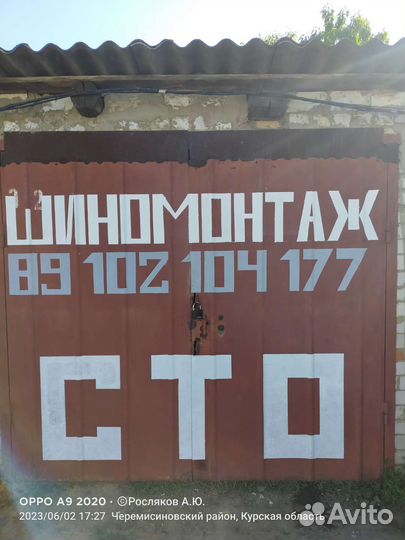 ШИНОМОНТАЖ
89 102 104 177
СТО
OPPO A9 2020 · ©Росляков А.Ю.
2023/06/02 17:27 Черемисиновский район, Курская область
Avito